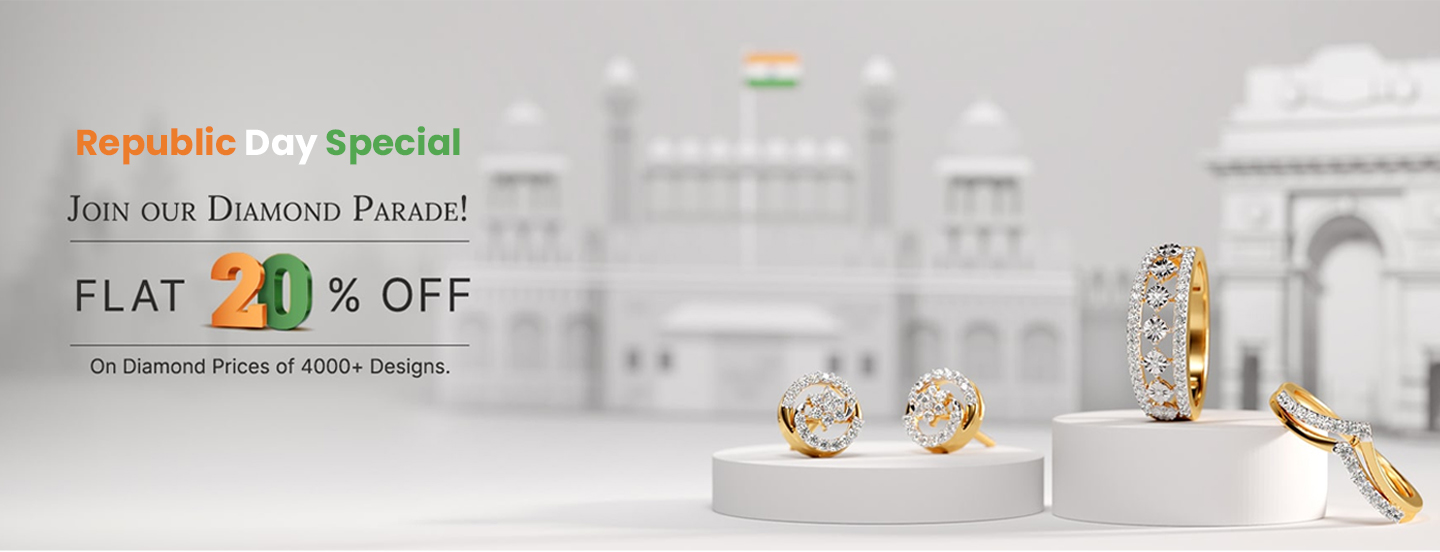 Republic Day Special
Join our Diamond Parade!
FLAT 20 % OFF
On Diamond Prices of 4000+ Designs.